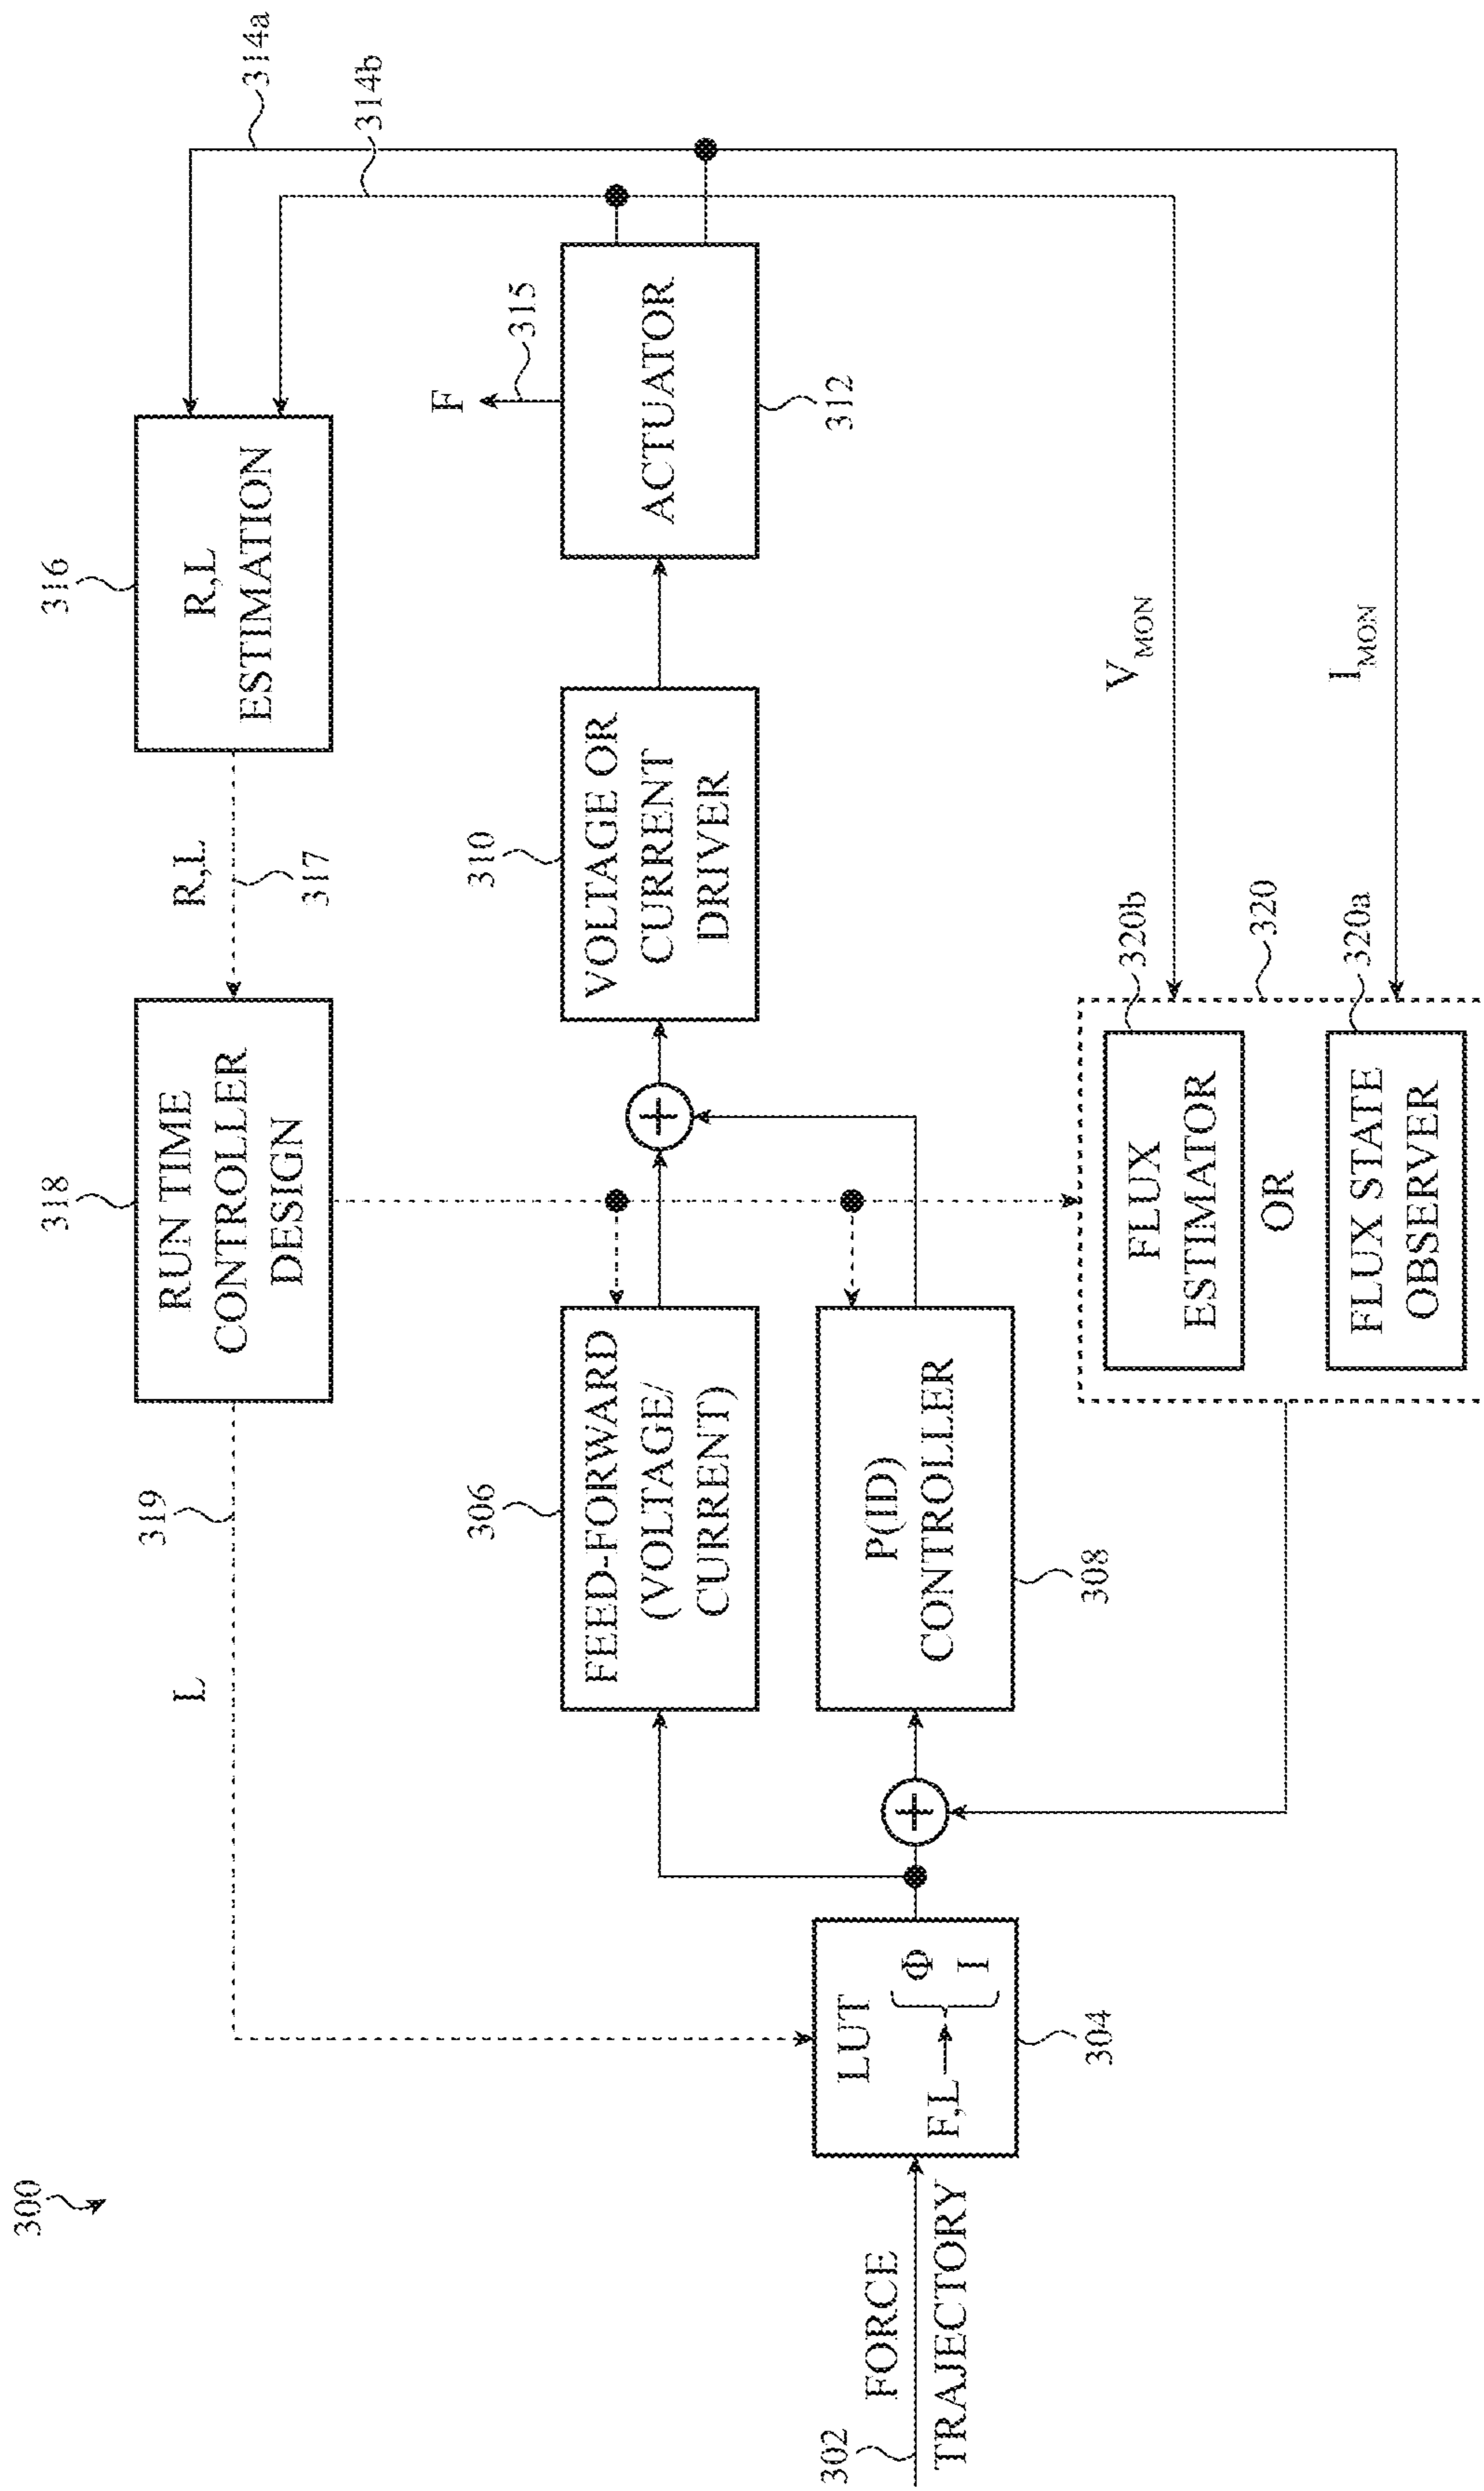 300
316
R,L
ESTIMATION
314a
314b
R,L
317
318
RUN TIME
CONTROLLER
DESIGN
319
L
F
315
306
FEED-FORWARD
(VOLTAGE/
CURRENT)
310
VOLTAGE OR
CURRENT
DRIVER
ACTUATOR
312
302
FORCE
TRAJECTORY
LUT
F,L
Φ
I
304
+
+
P(ID)
CONTROLLER
308
V MON
I MON
320b
320
320a
FLUX
ESTIMATOR
OR
FLUX STATE
OBSERVER